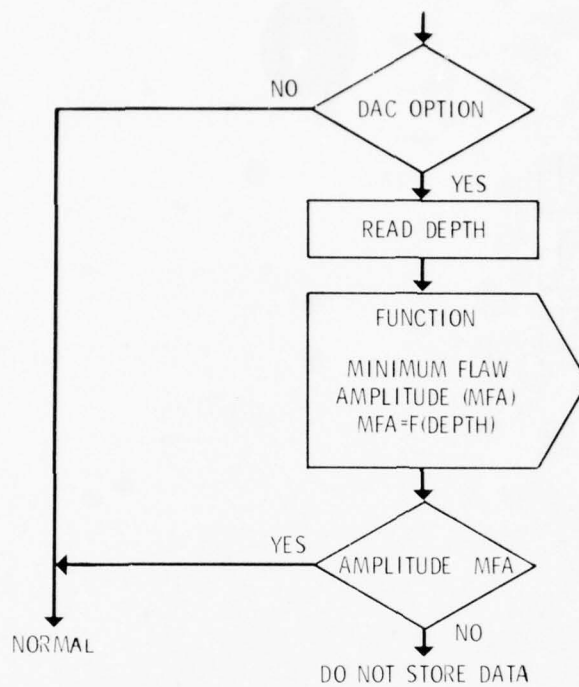 NO
DAC OPTION
YES
READ DEPTH
FUNCTION
MINIMUM FLAW
AMPLITUDE (MFA)
MFA=F(DEPTH)
YES
AMPLITUDE MFA
NO
NORMAL
DO NOT STORE DATA